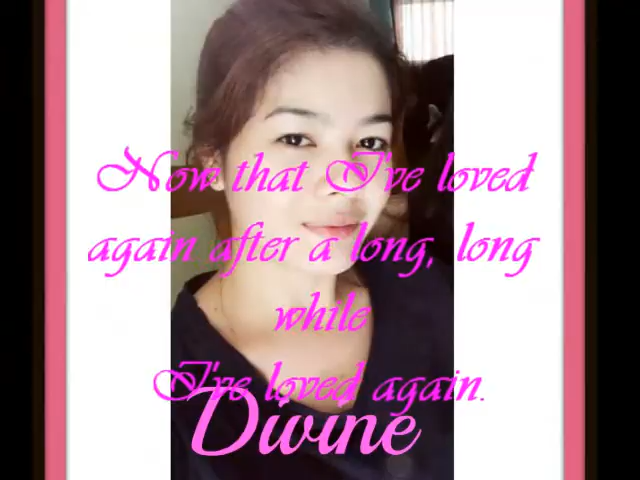 Now that I've loved
again after a long, long
while
I've loved again.
Divine